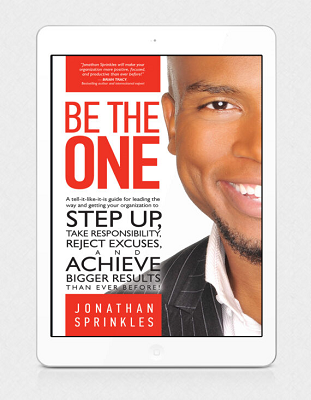 "Jonathan Sprinkles will make your
organization more positive, focused
and productive than ever before!"
— BRIAN TRACY
Bestselling author and international expert
BE THE
ONE
A tell-it-like-it-is guide for leading the
way and getting your organization to
STEP UP,
TAKE RESPONSIBILITY,
REJECT EXCUSES,
AND
ACHIEVE
BIGGER RESULTS
THAN EVER BEFORE!
JONATHAN
SPRINKLES